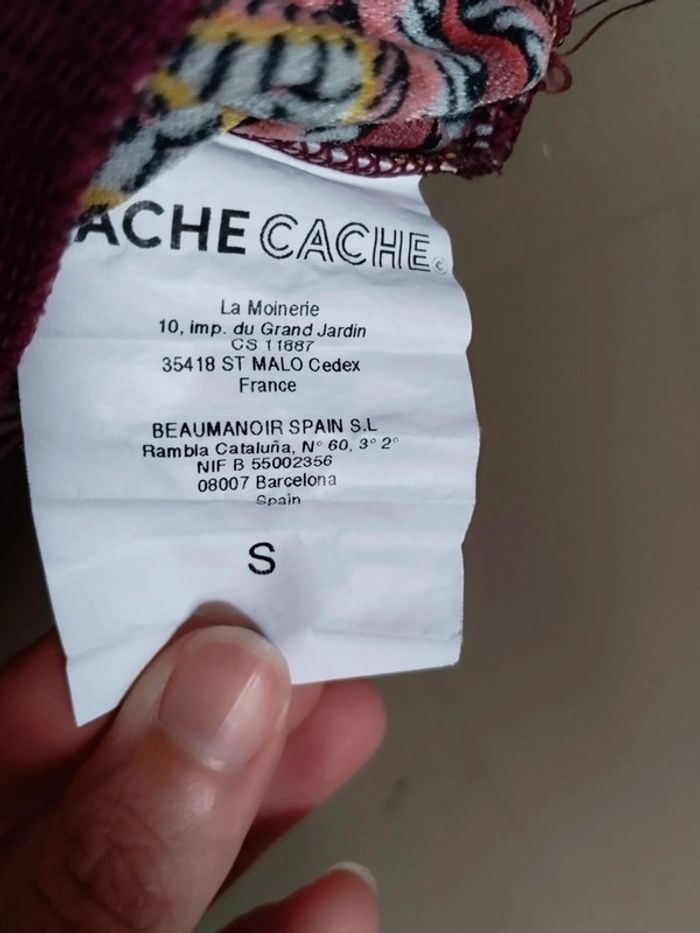 ACHE CACHE
La Moinerie
10, imp. du Grand Jardin
CS 11887
35418 ST MALO Cedex
France
BEAUMANOIR SPAIN S.L
Rambla Cataluña, N° 60, 3° 2°
NIF B 55002356
08007 Barcelona
Spain
S